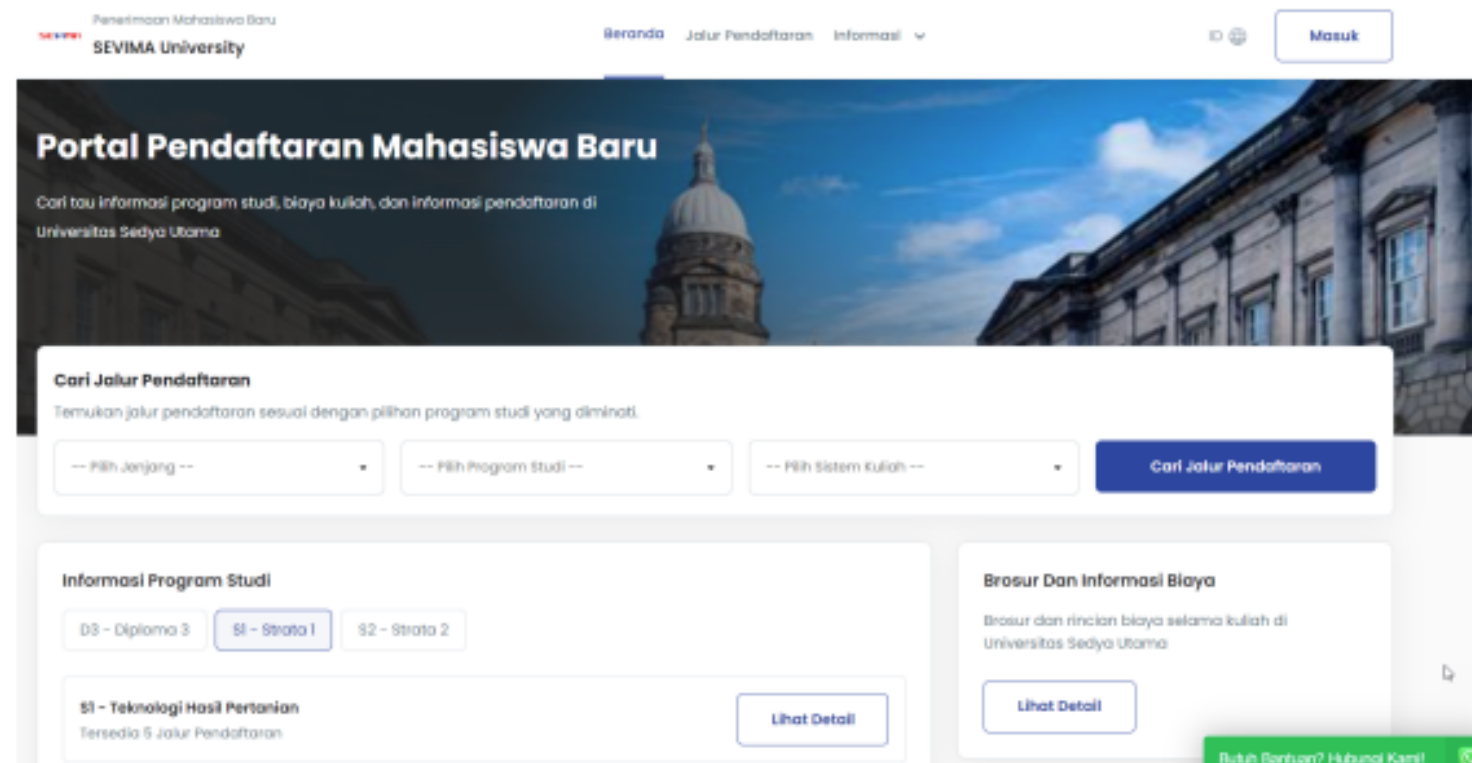 SEVIMA
Penerimaan Mahasiswa Baru
SEVIMA University
Beranda
Jalur Pendaftaran
Informasi
ID
Masuk
Portal Pendaftaran Mahasiswa Baru
Cari tau informasi program studi, biaya kuliah, dan informasi pendaftaran di
Universitas Sedya Utama
Cari Jalur Pendaftaran
Temukan jalur pendaftaran sesuai dengan pilihan program studi yang diminati.
-- Pilih Jenjang --
-- Pilih Program Studi --
-- Pilih Sistem Kuliah --
Cari Jalur Pendaftaran
Informasi Program Studi
D3 - Diploma 3
S1 - Strata 1
S2 - Strata 2
S1 - Teknologi Hasil Pertanian
Tersedia 5 Jalur Pendaftaran
Lihat Detail
Brosur Dan Informasi Biaya
Brosur dan rincian biaya selama kuliah di
Universitas Sedya Utama
Lihat Detail
Butuh Bantuan? Hubungi Kami!